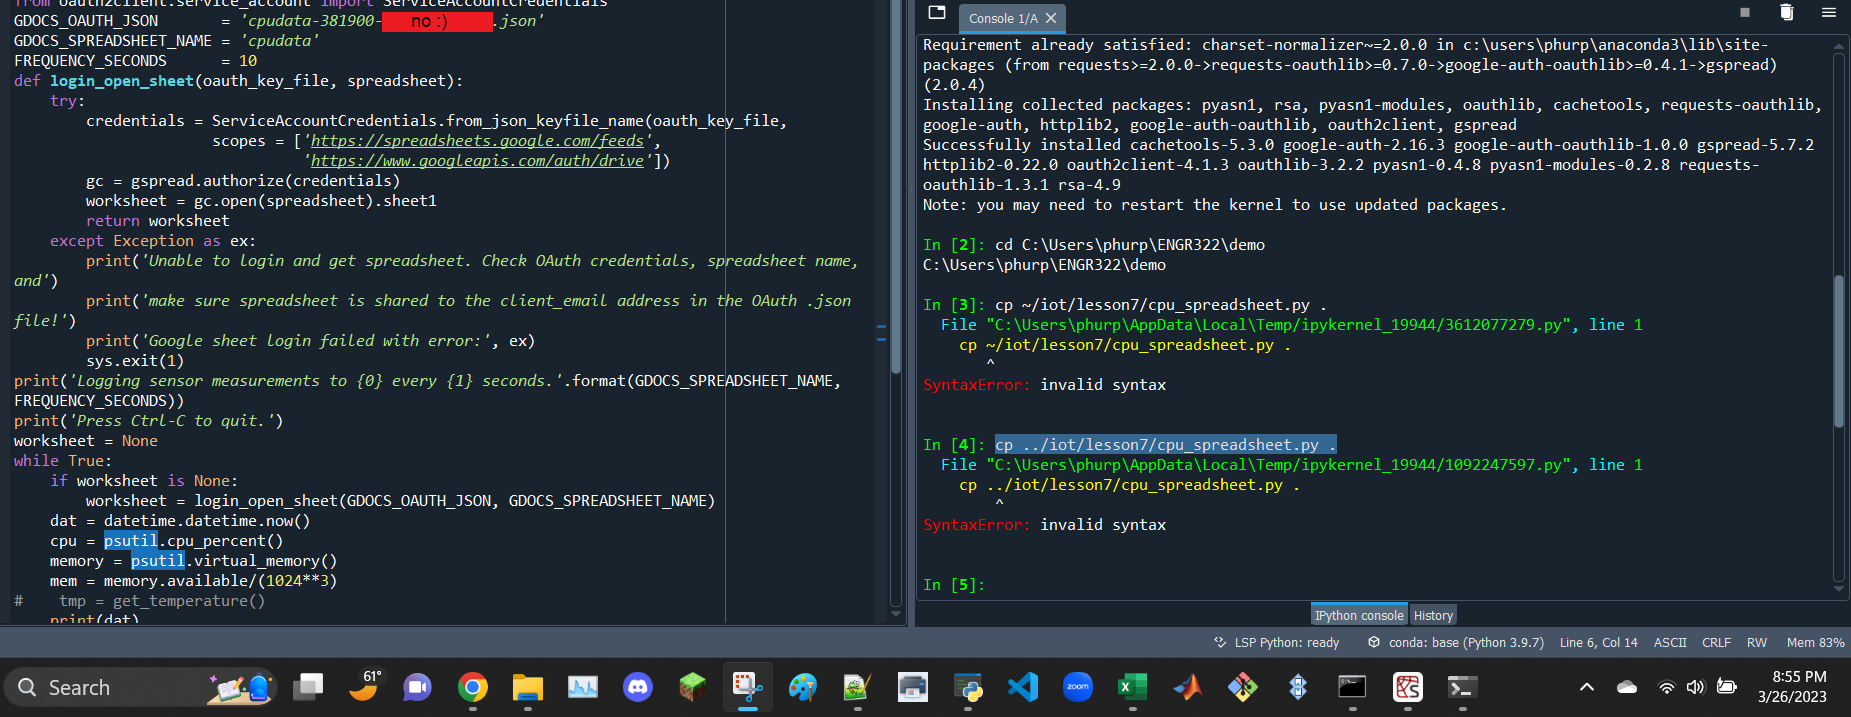 from oauth2client.service_account import ServiceAccountCredentials
GDOCS_OAUTH_JSON       = 'cpudata-381900- no :) .json'
GDOCS_SPREADSHEET_NAME = 'cpudata'
FREQUENCY_SECONDS      = 10
def login_open_sheet(oauth_key_file, spreadsheet):
    try:
        credentials = ServiceAccountCredentials.from_json_keyfile_name(oauth_key_file,
                      scopes = ['https://spreadsheets.google.com/feeds',
                                'https://www.googleapis.com/auth/drive'])
        gc = gspread.authorize(credentials)
        worksheet = gc.open(spreadsheet).sheet1
        return worksheet
    except Exception as ex:
        print('Unable to login and get spreadsheet. Check OAuth credentials, spreadsheet name,
and')
        print('make sure spreadsheet is shared to the client_email address in the OAuth .json
file!')
        print('Google sheet login failed with error:', ex)
        sys.exit(1)
print('Logging sensor measurements to {0} every {1} seconds.'.format(GDOCS_SPREADSHEET_NAME,
FREQUENCY_SECONDS))
print('Press Ctrl-C to quit.')
worksheet = None
while True:
    if worksheet is None:
        worksheet = login_open_sheet(GDOCS_OAUTH_JSON, GDOCS_SPREADSHEET_NAME)
    dat = datetime.datetime.now()
    cpu = psutil.cpu_percent()
    memory = psutil.virtual_memory()
    mem = memory.available/(1024**3)
#    tmp = get_temperature()
    print(dat)
Console 1/A
Requirement already satisfied: charset-normalizer~=2.0.0 in c:\users\phurp\anaconda3\lib\site-
packages (from requests>=2.0.0->requests-oauthlib>=0.7.0->google-auth-oauthlib>=0.4.1->gspread)
(2.0.4)
Installing collected packages: pyasn1, rsa, pyasn1-modules, oauthlib, cachetools, requests-oauthlib,
google-auth, httplib2, google-auth-oauthlib, oauth2client, gspread
Successfully installed cachetools-5.3.0 google-auth-2.16.3 google-auth-oauthlib-1.0.0 gspread-5.7.2
httplib2-0.22.0 oauth2client-4.1.3 oauthlib-3.2.2 pyasn1-0.4.8 pyasn1-modules-0.2.8 requests-
oauthlib-1.3.1 rsa-4.9
Note: you may need to restart the kernel to use updated packages.
In [2]: cd C:\Users\phurp\ENGR322\demo
C:\Users\phurp\ENGR322\demo
In [3]: cp ~/iot/lesson7/cpu_spreadsheet.py .
  File "C:\Users\phurp\AppData\Local\Temp/ipykernel_19944/3612077279.py", line 1
    cp ~/iot/lesson7/cpu_spreadsheet.py .
       ^
SyntaxError: invalid syntax
In [4]: cp ../iot/lesson7/cpu_spreadsheet.py .
  File "C:\Users\phurp\AppData\Local\Temp/ipykernel_19944/1092247597.py", line 1
    cp ../iot/lesson7/cpu_spreadsheet.py .
        ^
SyntaxError: invalid syntax
In [5]:
IPython console History
LSP Python: ready conda: base (Python 3.9.7) Line 6, Col 14 ASCII CRLF RW Mem 83%
Search 61° zoom 8:55 PM
3/26/2023